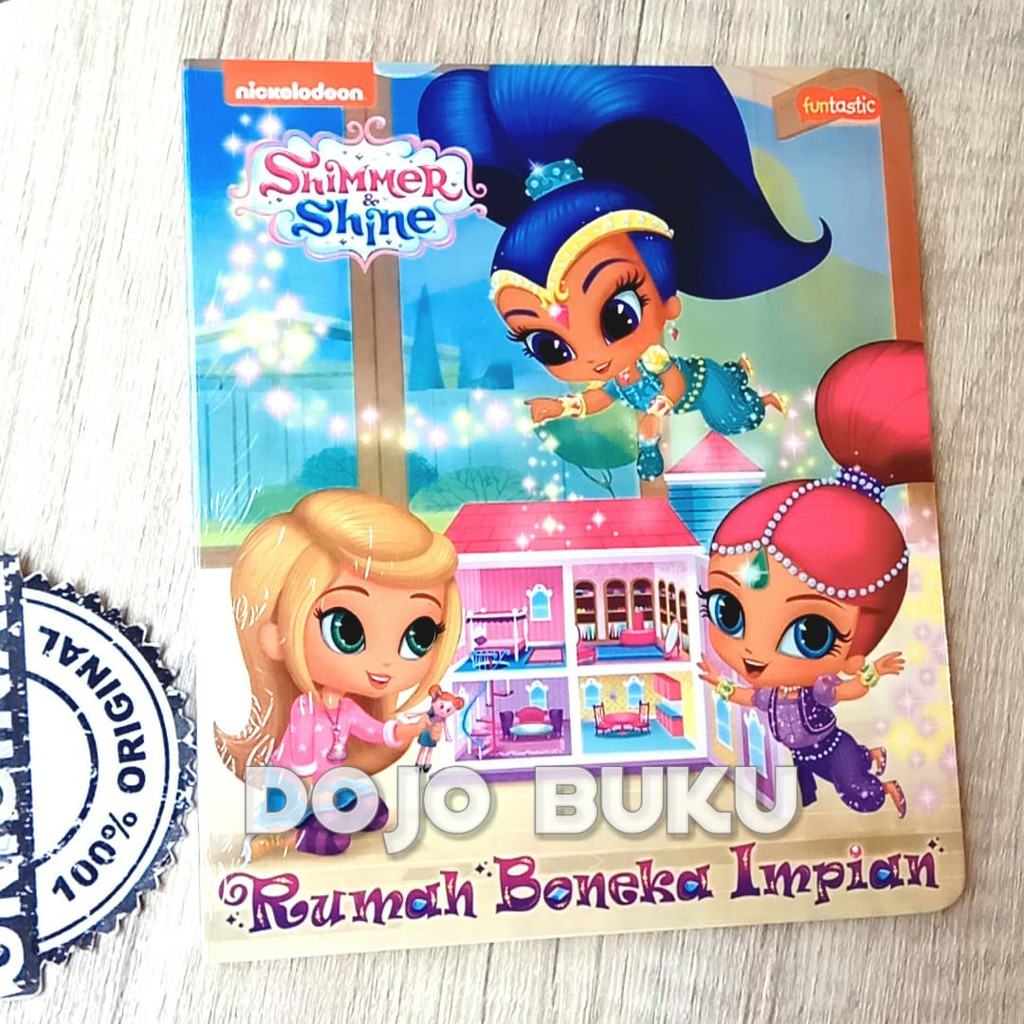 nickelodeon
funtastic
Shimmer
&
Shine
100% ORIGINAL
DOJO BUKU
Rumah Boneka Impian